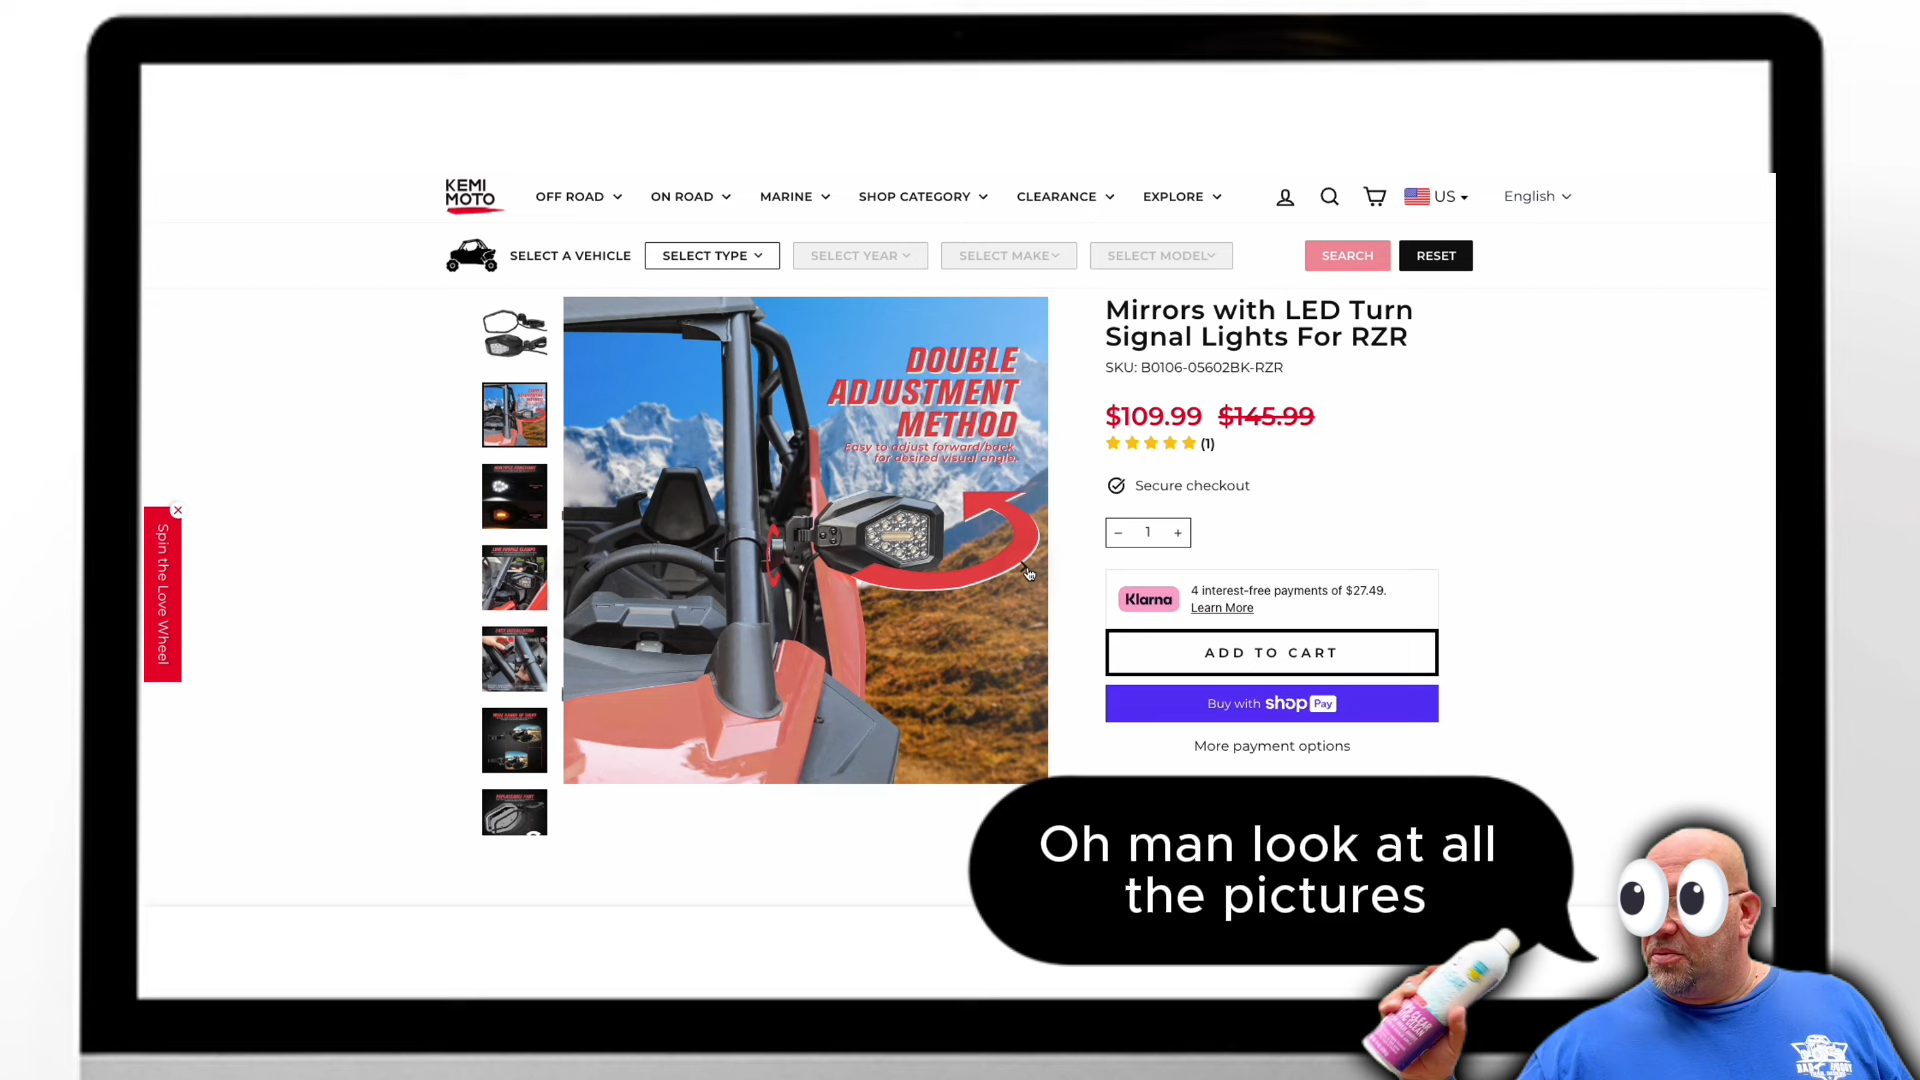 KEMI
MOTO
OFF ROAD
ON ROAD
MARINE
SHOP CATEGORY
CLEARANCE
EXPLORE
US
English
SELECT A VEHICLE
SELECT TYPE
SELECT YEAR
SELECT MAKE
SELECT MODEL
SEARCH
RESET
DOUBLE
ADJUSTMENT
METHOD
Easy to adjust forward/back
for desired visual angle.
Mirrors with LED Turn
Signal Lights For RZR
SKU: B0106-05602BK-RZR
$109.99 $145.99
(1)
Secure checkout
− 1 +
Klarna
4 interest-free payments of $27.49.
Learn More
ADD TO CART
Buy with shop Pay
More payment options
Spin the Love Wheel
Oh man look at all
the pictures